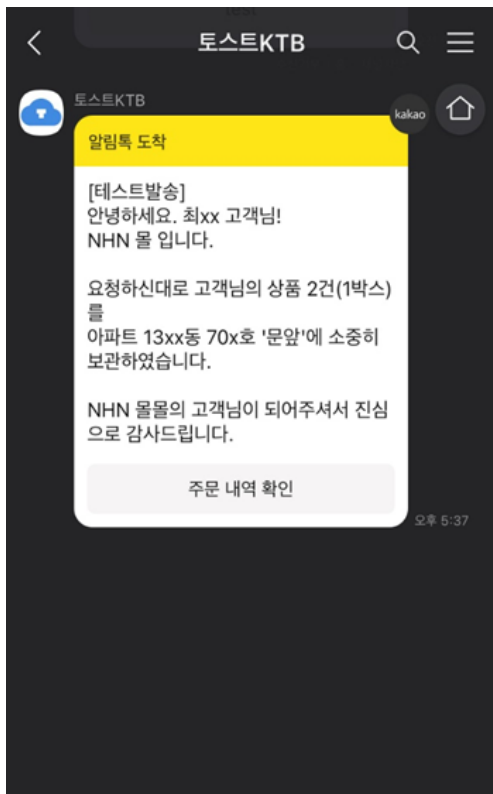 test
토스트KTB
토스트KTB
kakao
알림톡 도착
[테스트발송]
안녕하세요. 최xx 고객님!
NHN 몰 입니다.
요청하신대로 고객님의 상품 2건(1박스)
를
아파트 13xx동 70x호 '문앞'에 소중히
보관하였습니다.
NHN 몰몰의 고객님이 되어주셔서 진심
으로 감사드립니다.
주문 내역 확인
오후 5:37